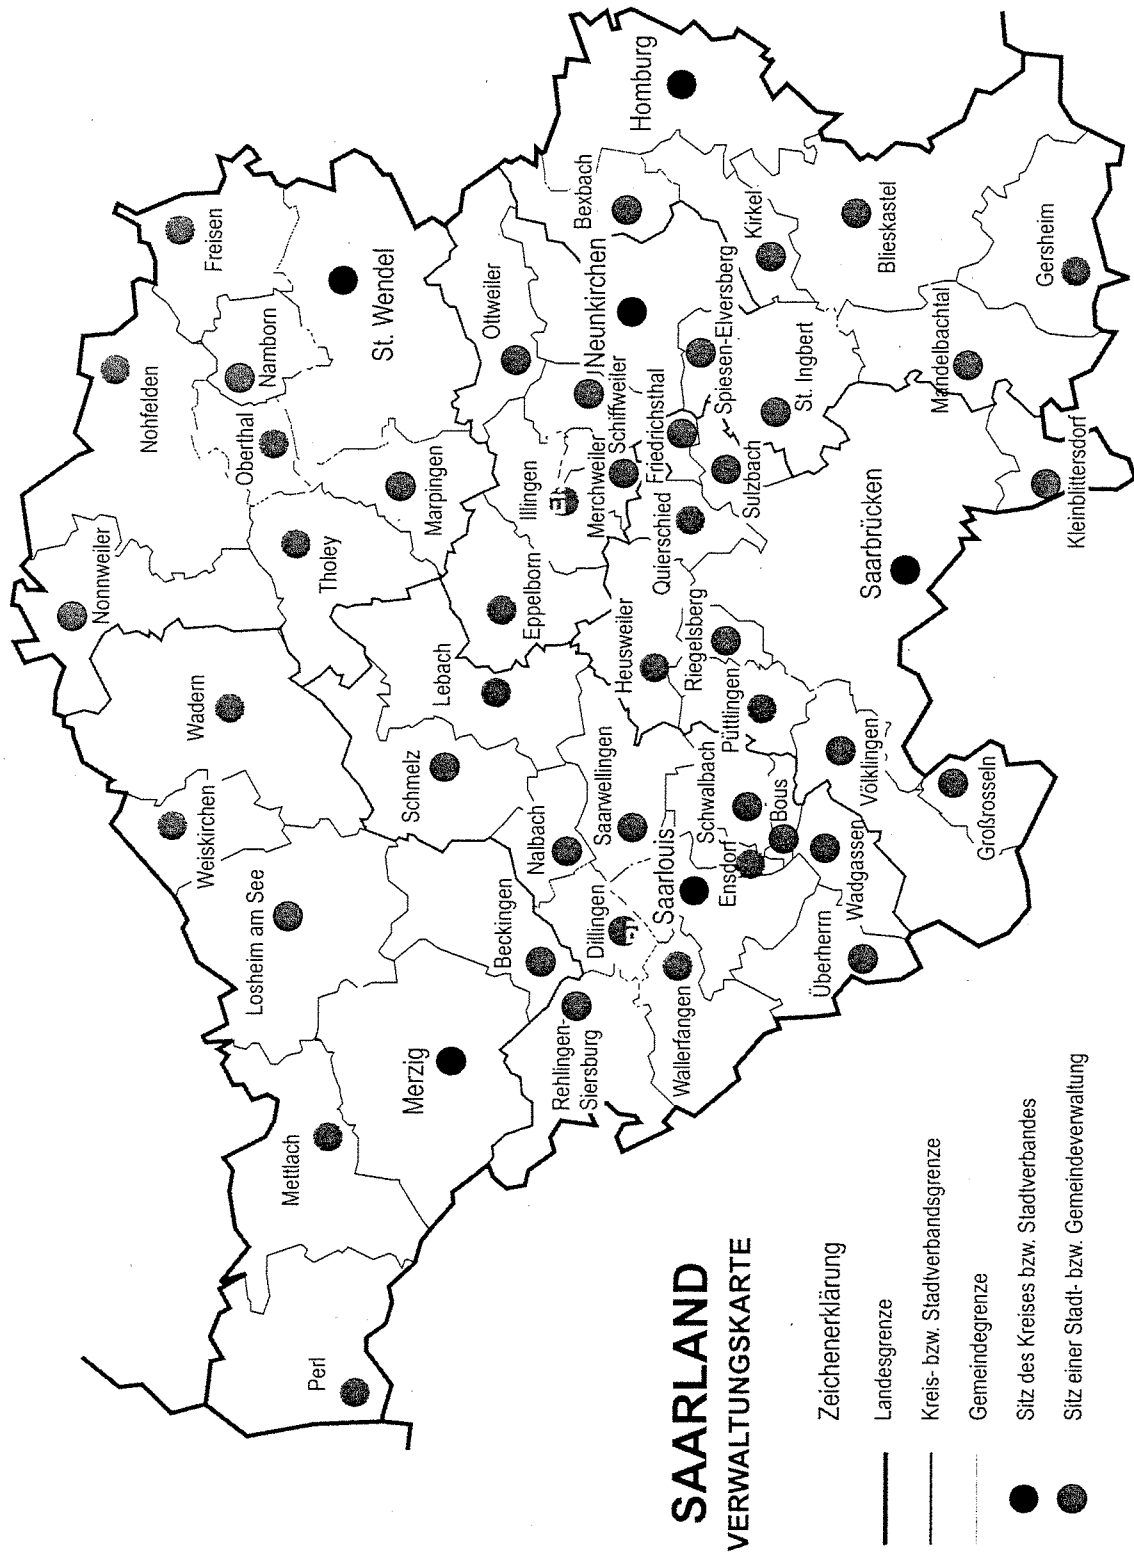 Perl
Mettlach
Losheim am See
Weiskirchen
Wadern
Nonnweiler
Nohfelden
Freisen
Namborn
Oberthal
St. Wendel
Tholey
Marpingen
Merzig
Beckingen
Schmelz
Lebach
Eppelborn
Illingen
Ottweiler
Rehlingen-
Siersburg
Dillingen
Nalbach
Saarwellingen
Heusweiler
Merchweiler
Schiffweiler
Neunkirchen
Bexbach
Homburg
Wallerfangen
Saarlouis
Ensdorf
Schwalbach
Bous
Püttlingen
Riegelsberg
Quierschied
Friedrichsthal
Sulzbach
Spiesen-Elversberg
St. Ingbert
Kirkel
Blieskastel
Überherrn
Wadgassen
Völklingen
Großrosseln
Saarbrücken
Kleinblittersdorf
Mandelbachtal
Gersheim
SAARLAND
VERWALTUNGSKARTE
Zeichenerklärung
Landesgrenze
Kreis- bzw. Stadtverbandsgrenze
Gemeindegrenze
Sitz des Kreises bzw. Stadtverbandes
Sitz einer Stadt- bzw. Gemeindeverwaltung